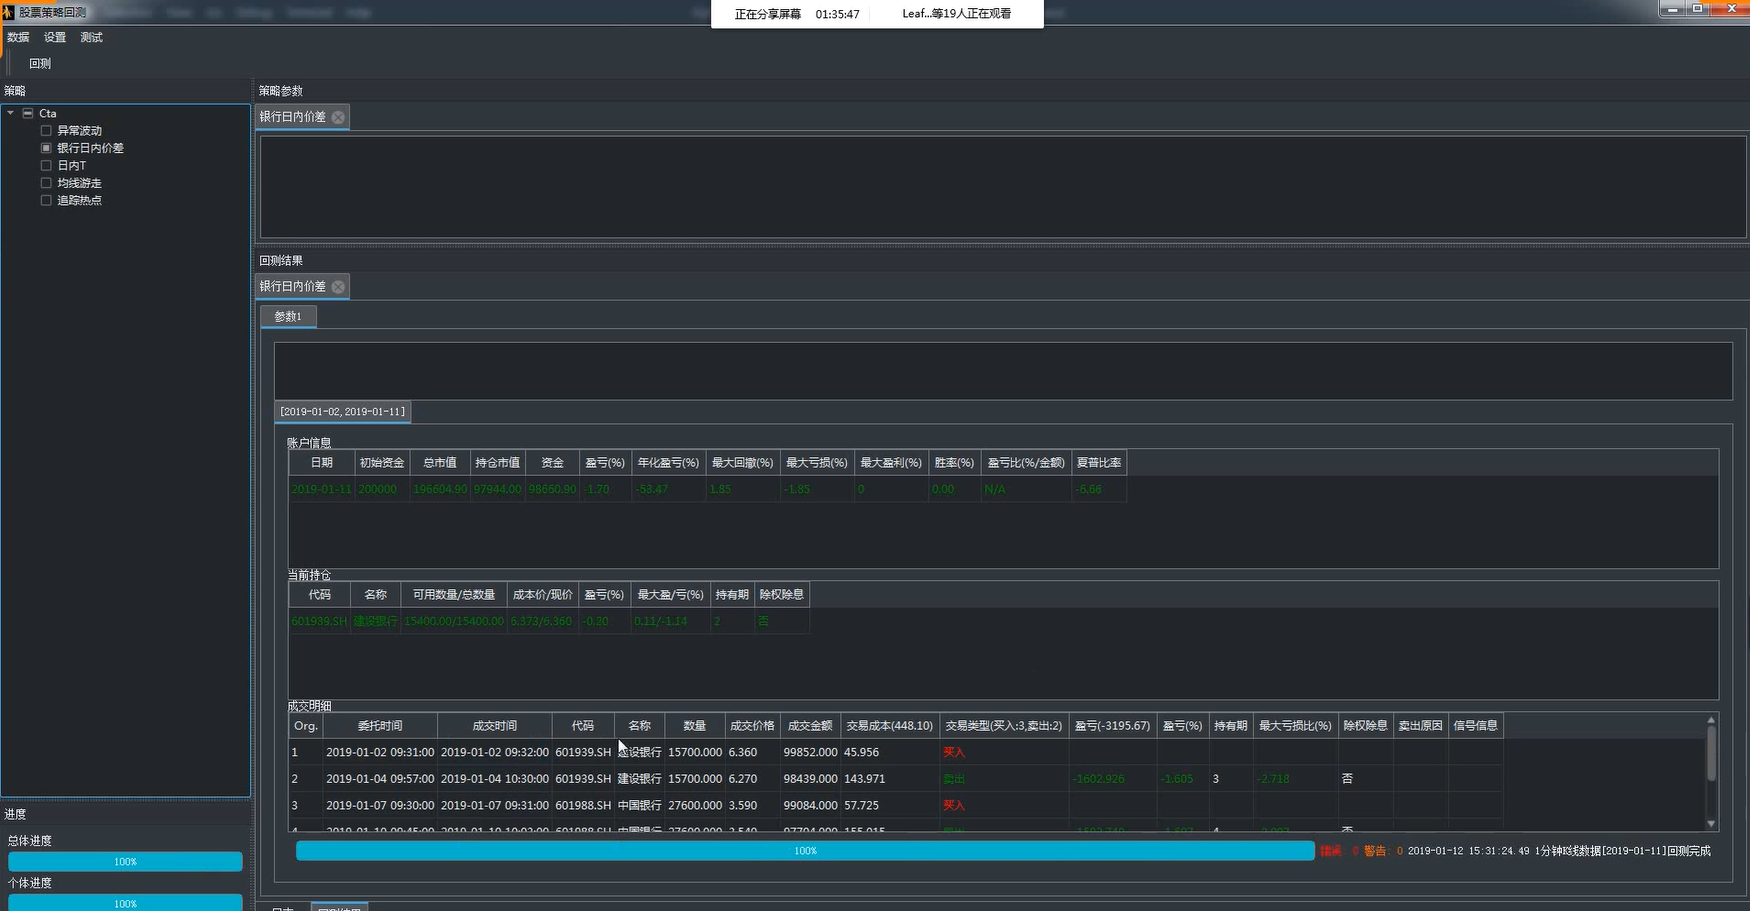 股票策略回测
正在分享屏幕 01:35:47 Leaf...等19人正在观看
数据 设置 测试
回测
策略
Cta
异常波动
银行日内价差
日内T
均线游走
追踪热点
策略参数
银行日内价差
回测结果
银行日内价差
参数1
[2019-01-02,2019-01-11]
账户信息
日期 初始资金 总市值 持仓市值 资金 盈亏(%) 年化盈亏(%) 最大回撤(%) 最大亏损(%) 最大盈利(%) 胜率(%) 盈亏比(%/金额) 夏普比率
2019-01-11 200000 196604.90 97944.00 98660.90 -1.70 -53.47 1.85 -1.85 0 0.00 N/A -6.66
当前持仓
代码 名称 可用数量/总数量 成本价/现价 盈亏(%) 最大盈/亏(%) 持有期 除权除息
601939.SH 建设银行 15400.00/15400.00 6.373/6.360 -0.20 0.11/-1.14 2 否
成交明细
Org. 委托时间 成交时间 代码 名称 数量 成交价格 成交金额 交易成本(448.10) 交易类型(买入:3,卖出:2) 盈亏(-3195.67) 盈亏(%) 持有期 最大亏损比(%) 除权除息 卖出原因 信号信息
1 2019-01-02 09:31:00 2019-01-02 09:32:00 601939.SH 建设银行 15700.000 6.360 99852.000 45.956 买入
2 2019-01-04 09:57:00 2019-01-04 10:30:00 601939.SH 建设银行 15700.000 6.270 98439.000 143.971 卖出 -1602.926 -1.605 3 -2.718 否
3 2019-01-07 09:30:00 2019-01-07 09:31:00 601988.SH 中国银行 27600.000 3.590 99084.000 57.725 买入
100% 错误: 0 警告: 0 2019-01-12 15:31:24.49 1分钟K线数据[2019-01-11]回测完成
进度
总体进度
100%
个体进度
100%